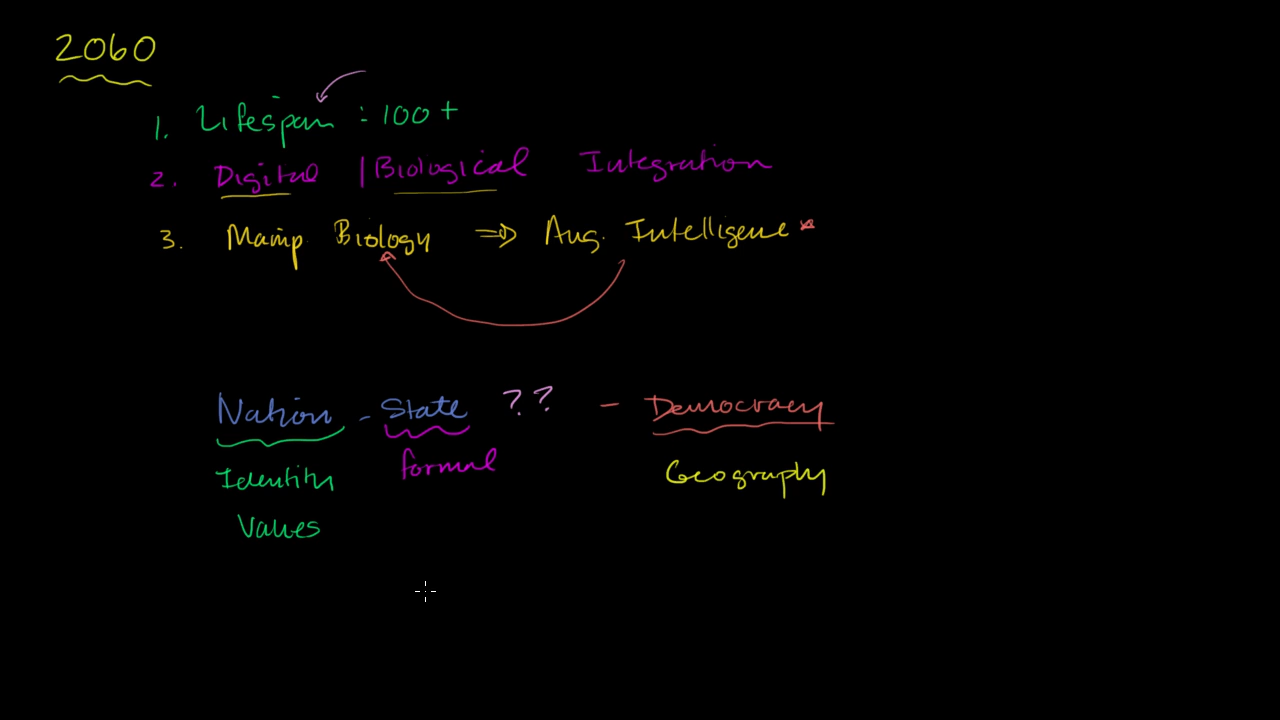 2060
1. Lifespan : 100 +
2. Digital | Biological Integration
3. Manip. Biology ⇒ Aug. Intelligence
Nation - State ?? - Democracy
Identity formal Geography
Values